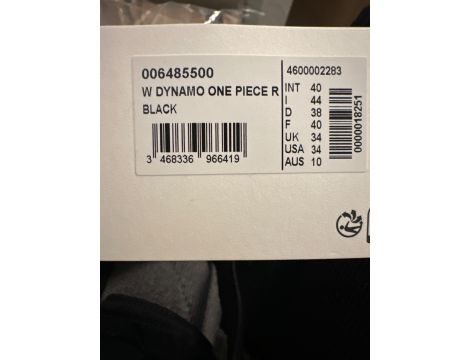 006485500
W DYNAMO ONE PIECE R
BLACK
3 468336 966419
4600002283
INT 40
I 44
D 38
F 40
UK 34
USA 34
AUS 10
0000018251